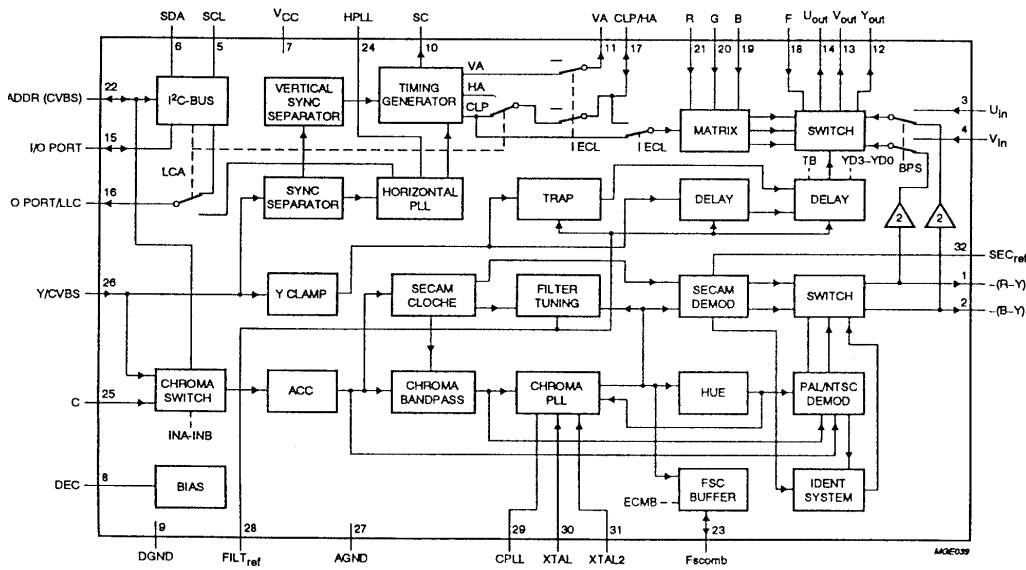 SDA SCL VCC HPLL SC VA CLP/HA R G B F Uout Vout Yout
6 5 7 24 10 11 17 21 20 19 18 14 13 12
22
ADDR (CVBS)
I²C-BUS
VERTICAL
SYNC
SEPARATOR
TIMING
GENERATOR
VA
HA
CLP
ECL
ECL
MATRIX
SWITCH
3
Uin
4
Vin
15
I/O PORT
LCA
TB
YD3-YD0
BPS
16
O PORT/LLC
SYNC
SEPARATOR
HORIZONTAL
PLL
TRAP
DELAY
DELAY
2
2
32
SECref
26
Y/CVBS
Y CLAMP
SECAM
CLOCHE
FILTER
TUNING
SECAM
DEMOD
SWITCH
1
-(R-Y)
2
-(B-Y)
25
C
CHROMA
SWITCH
INA-INB
ACC
CHROMA
BANDPASS
CHROMA
PLL
HUE
PAL/NTSC
DEMOD
8
DEC
BIAS
ECMB
FSC
BUFFER
IDENT
SYSTEM
9 28 27 29 30 31 23
DGND FILTref AGND CPLL XTAL XTAL2 Fscomb
MGE039